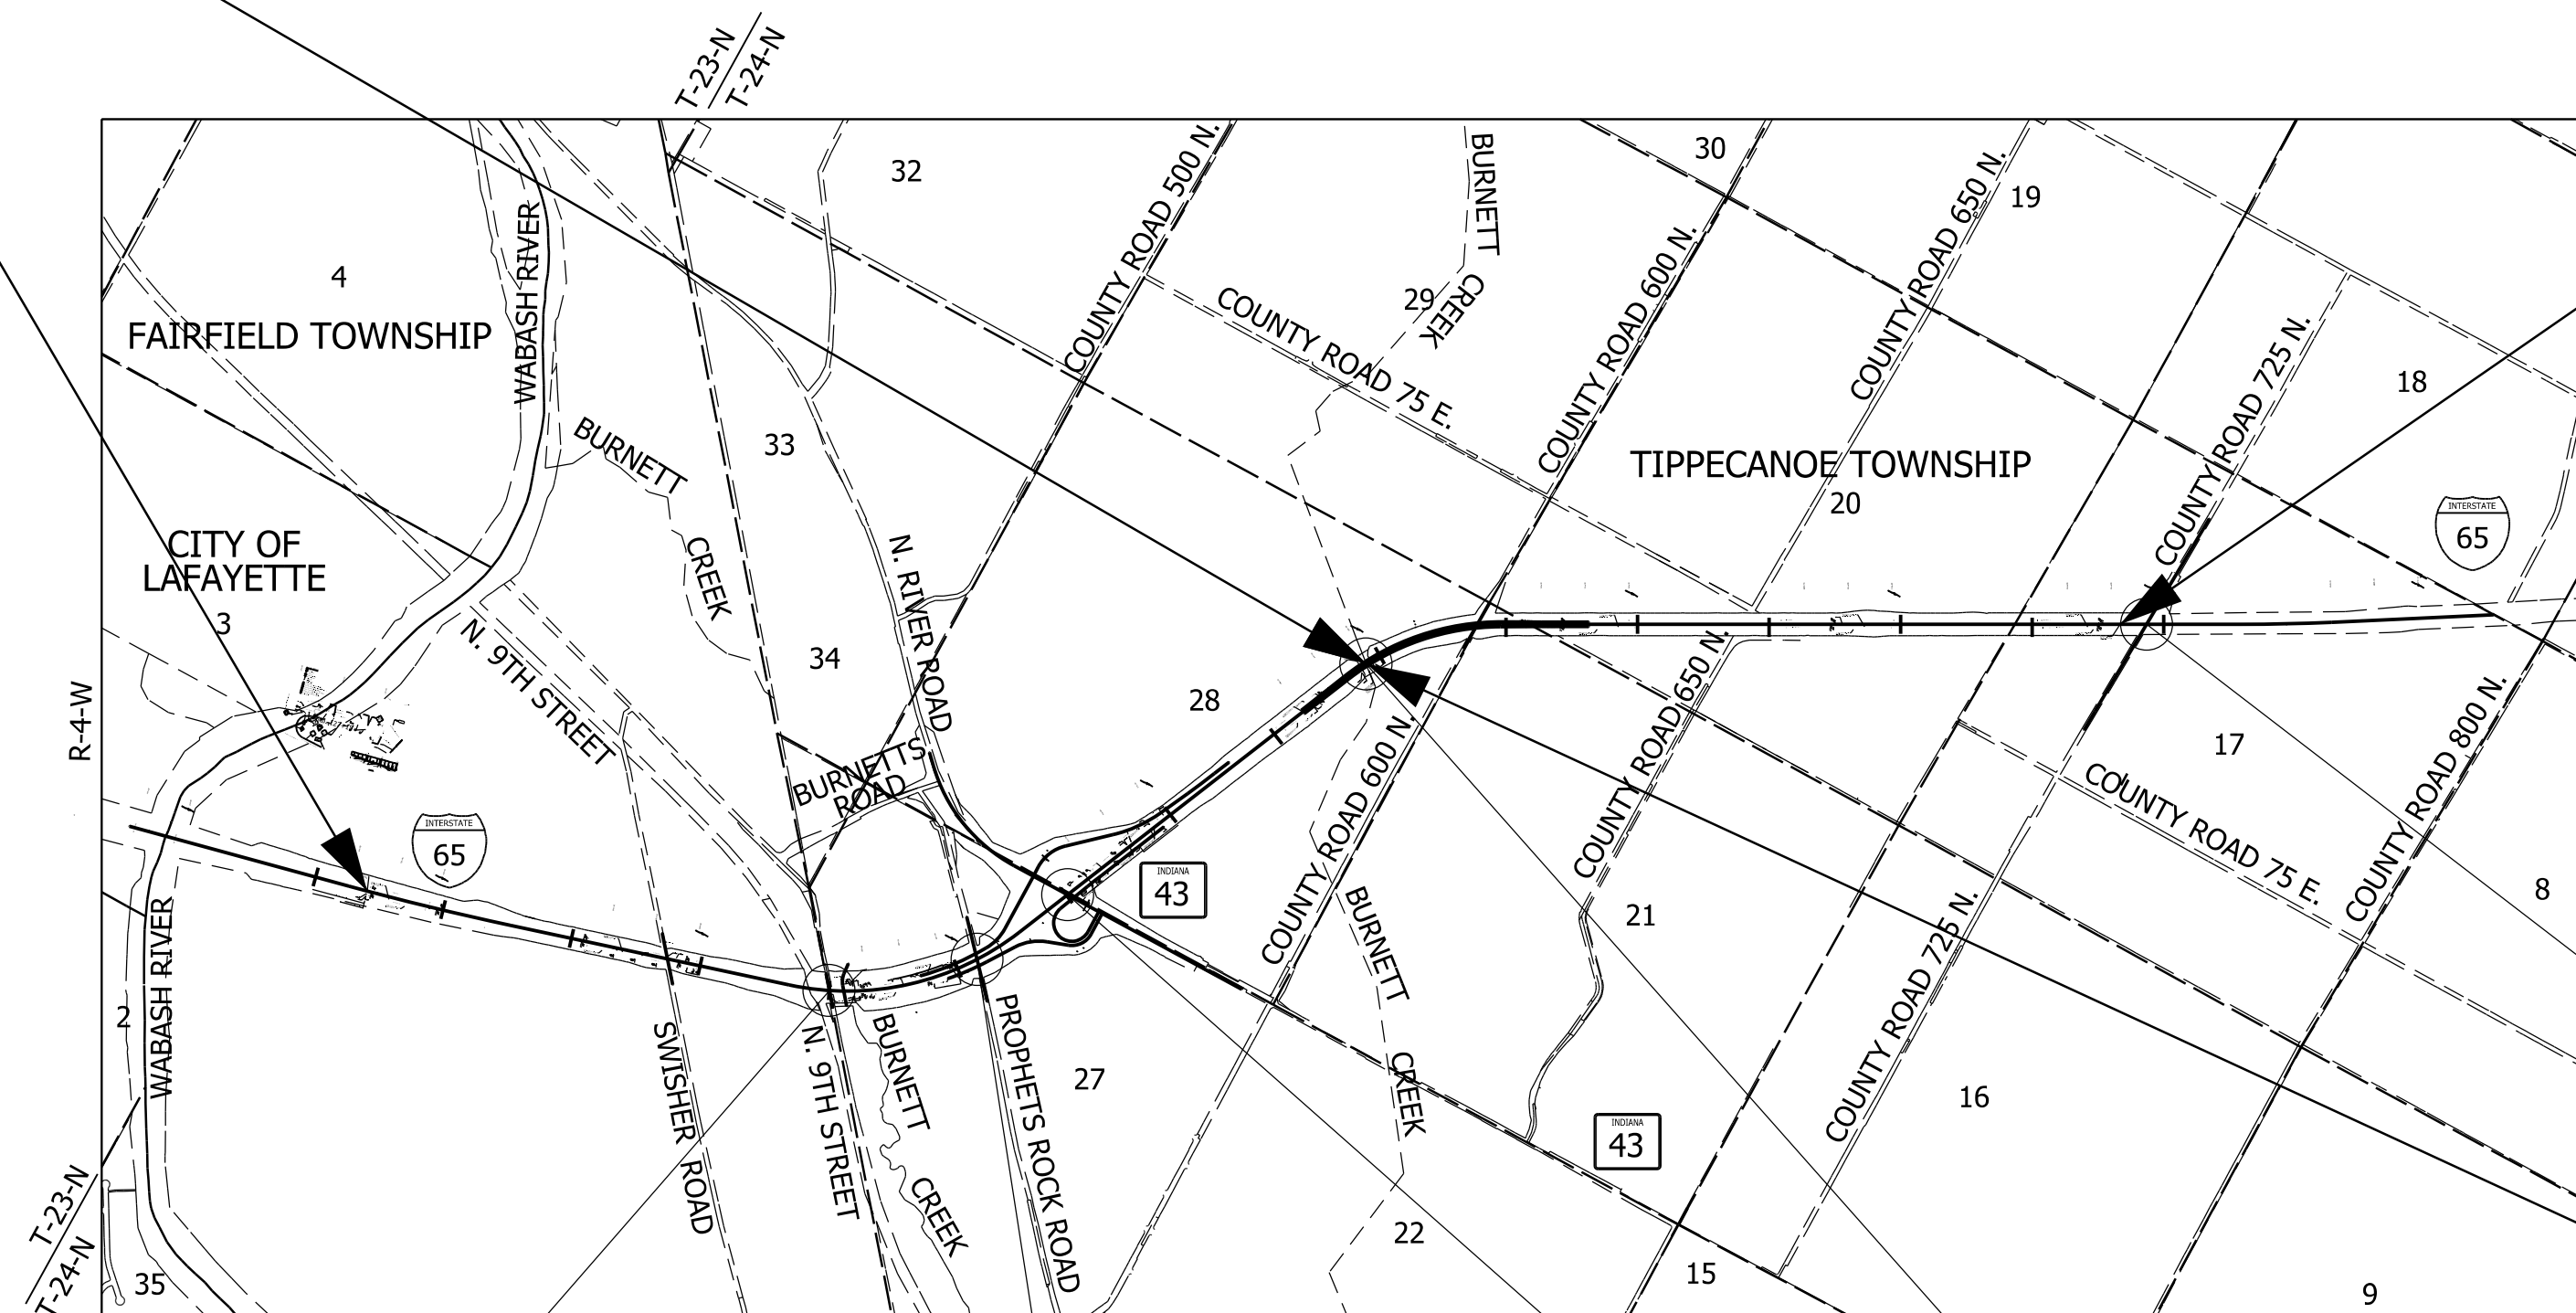 T-23-N
T-24-N
32
30
19
COUNTY ROAD 500 N.
BURNETT
CREEK
COUNTY ROAD 650 N.
4
FAIRFIELD TOWNSHIP
WABASH RIVER
29
COUNTY ROAD 75 E.
COUNTY ROAD 600 N.
COUNTY ROAD 725 N.
18
33
BURNETT
CREEK
TIPPECANOE TOWNSHIP
20
INTERSTATE
65
CITY OF
LAFAYETTE
3
N. RIVER ROAD
N. 9TH STREET
34
28
R-4-W
BURNETTS
ROAD
COUNTY ROAD 600 N.
COUNTY ROAD 650 N.
17
COUNTY ROAD 75 E.
COUNTY ROAD 800 N.
INTERSTATE
65
INDIANA
43
8
21
BURNETT
CREEK
COUNTY ROAD 725 N.
2
WABASH RIVER
SWISHER ROAD
N. 9TH STREET
BURNETT
CREEK
PROPHETS ROCK ROAD
27
16
INDIANA
43
22
15
9
T-23-N
T-24-N
35